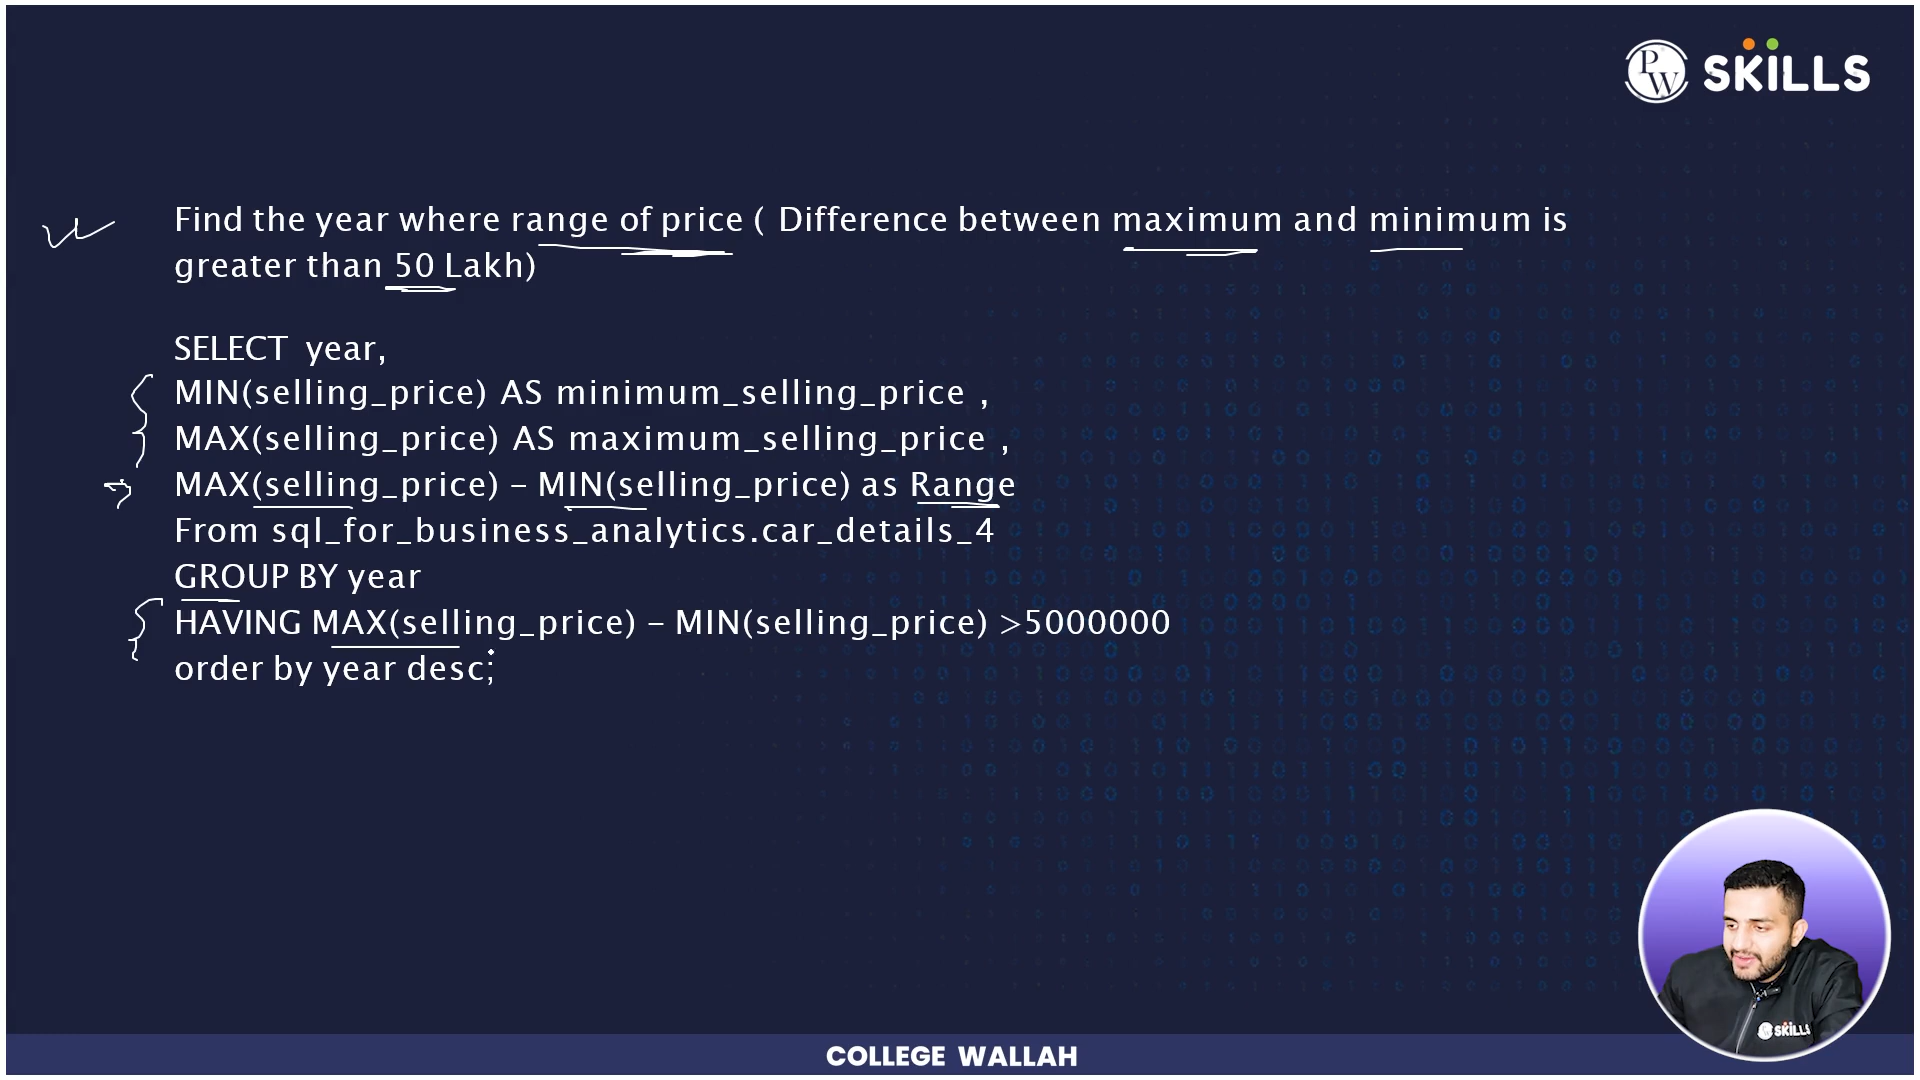 PW SKILLS
Find the year where range of price ( Difference between maximum and minimum is
greater than 50 Lakh)
SELECT year,
MIN(selling_price) AS minimum_selling_price ,
MAX(selling_price) AS maximum_selling_price ,
MAX(selling_price) – MIN(selling_price) as Range
From sql_for_business_analytics.car_details_4
GROUP BY year
HAVING MAX(selling_price) – MIN(selling_price) >5000000
order by year desc;
SKILLS
COLLEGE WALLAH